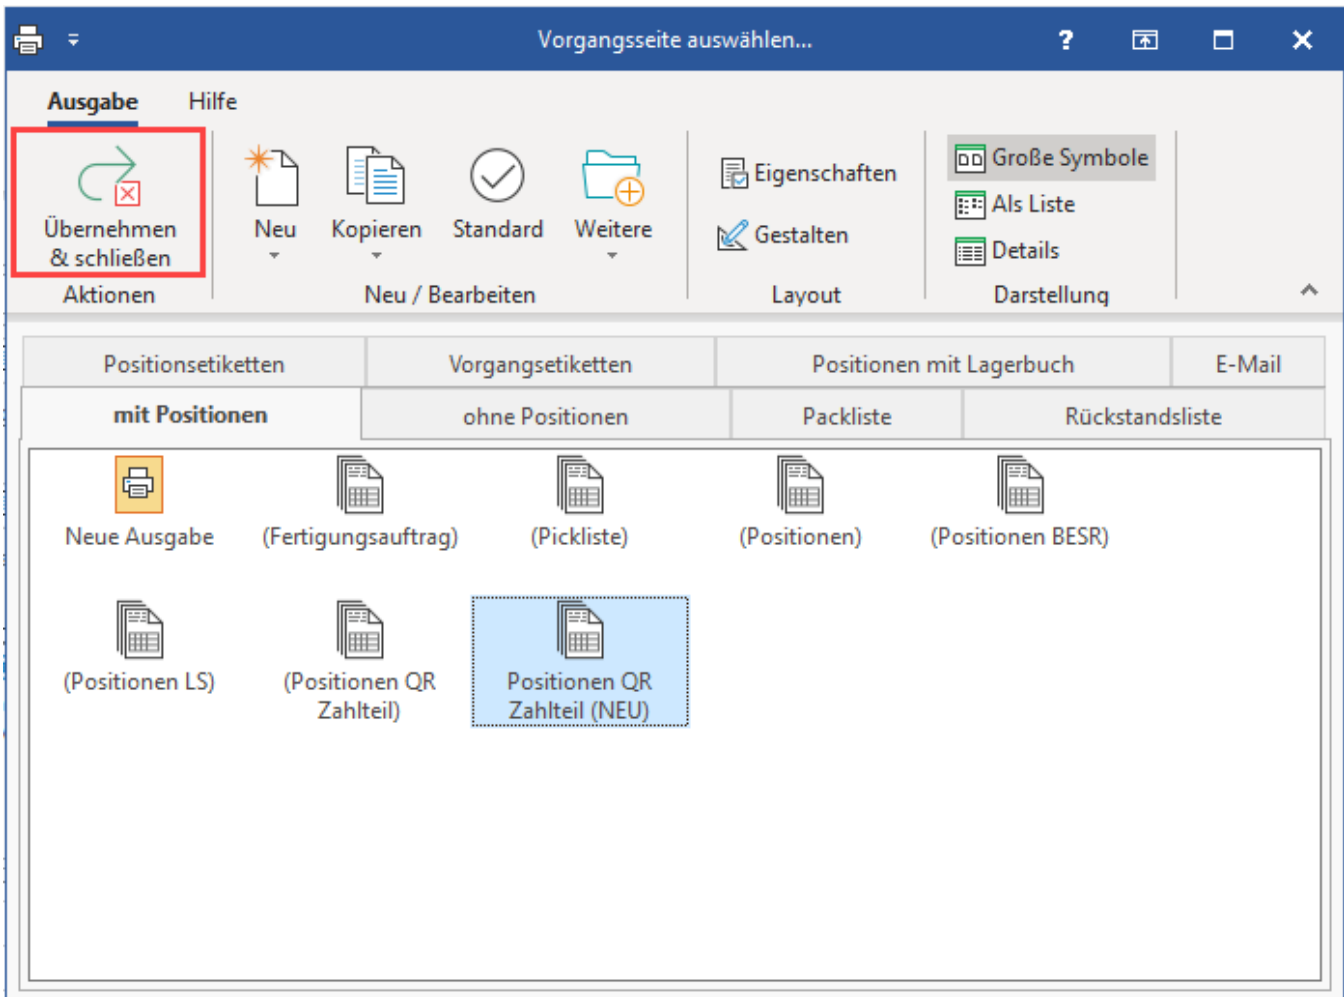 Vorgangsseite auswählen...
?
Ausgabe Hilfe
Übernehmen
& schließen
Neu
Kopieren
Standard
Weitere
Eigenschaften
Gestalten
Große Symbole
Als Liste
Details
Aktionen
Neu / Bearbeiten
Layout
Darstellung
Positionsetiketten Vorgangsetiketten Positionen mit Lagerbuch E-Mail
mit Positionen ohne Positionen Packliste Rückstandsliste
Neue Ausgabe
(Fertigungsauftrag)
(Pickliste)
(Positionen)
(Positionen BESR)
(Positionen LS)
(Positionen QR
Zahlteil)
Positionen QR
Zahlteil (NEU)